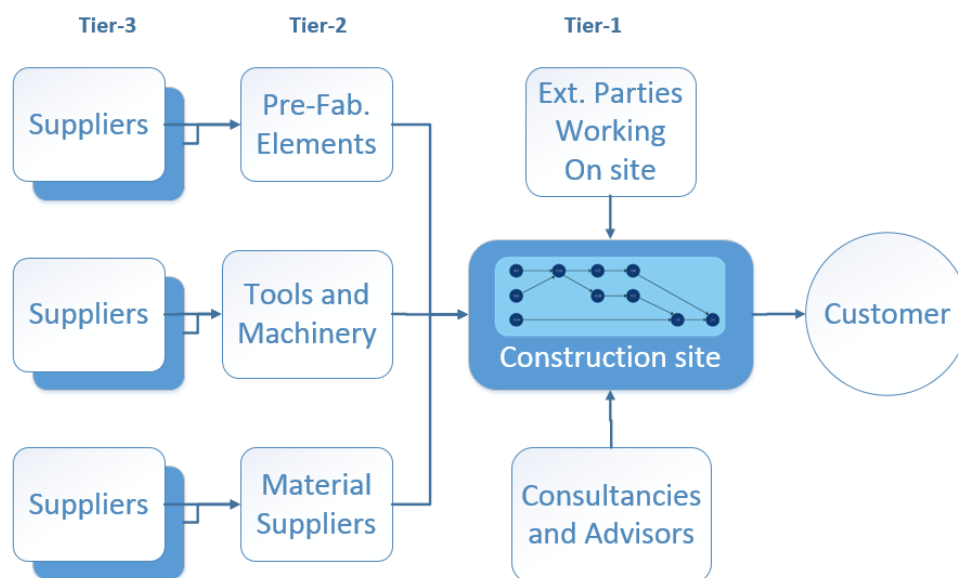 Tier-3
Tier-2
Tier-1
Suppliers
Pre-Fab.
Elements
Ext. Parties
Working
On site
Suppliers
Tools and
Machinery
Construction site
Customer
Suppliers
Material
Suppliers
Consultancies
and Advisors